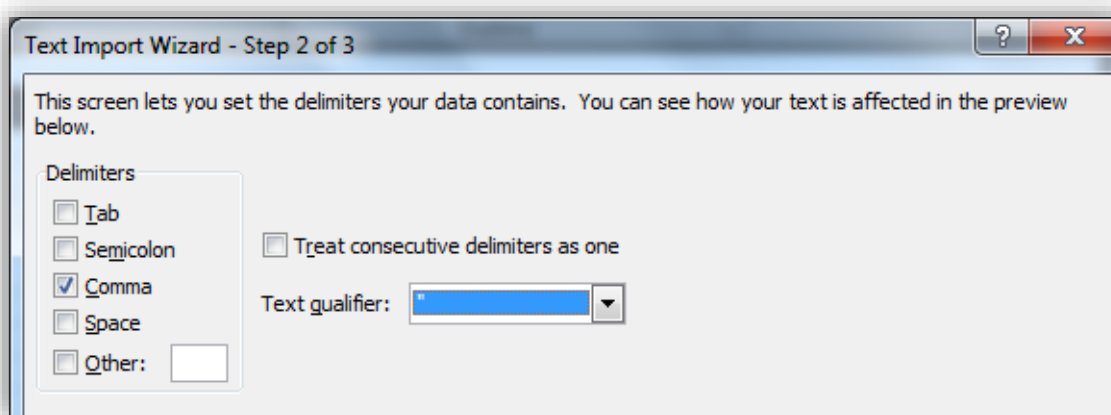 Text Import Wizard - Step 2 of 3
This screen lets you set the delimiters your data contains.  You can see how your text is affected in the preview
below.
Delimiters
Tab
Semicolon
Treat consecutive delimiters as one
Comma
Text qualifier: "
Space
Other: